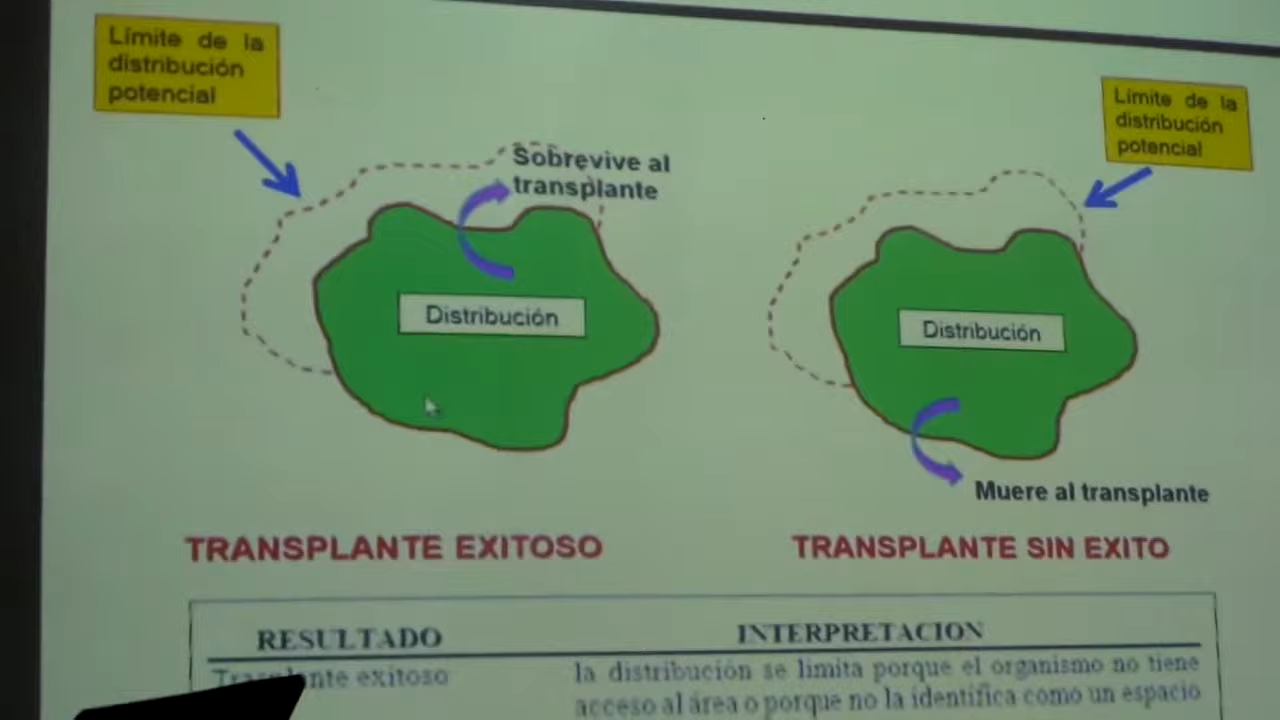 Límite de la
distribución
potencial
Límite de la
distribución
potencial
Sobrevive al
transplante
Distribución
Distribución
Muere al transplante
TRANSPLANTE EXITOSO
TRANSPLANTE SIN EXITO
RESULTADO
INTERPRETACION
exitoso
la distribución se limita porque el organismo no tiene
acceso al área o porque no la identifica como un espacio